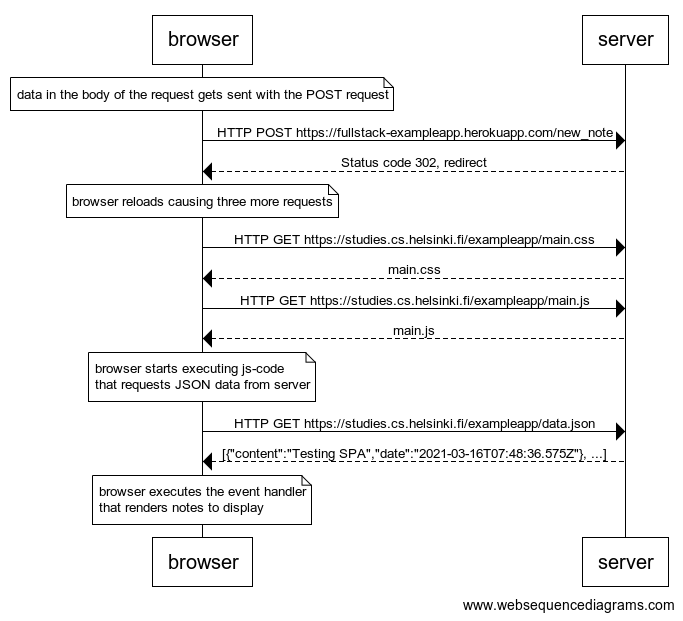 browser
server
data in the body of the request gets sent with the POST request
HTTP POST https://fullstack-exampleapp.herokuapp.com/new_note
Status code 302, redirect
browser reloads causing three more requests
HTTP GET https://studies.cs.helsinki.fi/exampleapp/main.css
main.css
HTTP GET https://studies.cs.helsinki.fi/exampleapp/main.js
main.js
browser starts executing js-code
that requests JSON data from server
HTTP GET https://studies.cs.helsinki.fi/exampleapp/data.json
[{"content":"Testing SPA","date":"2021-03-16T07:48:36.575Z"}, ...]
browser executes the event handler
that renders notes to display
browser
server
www.websequencediagrams.com